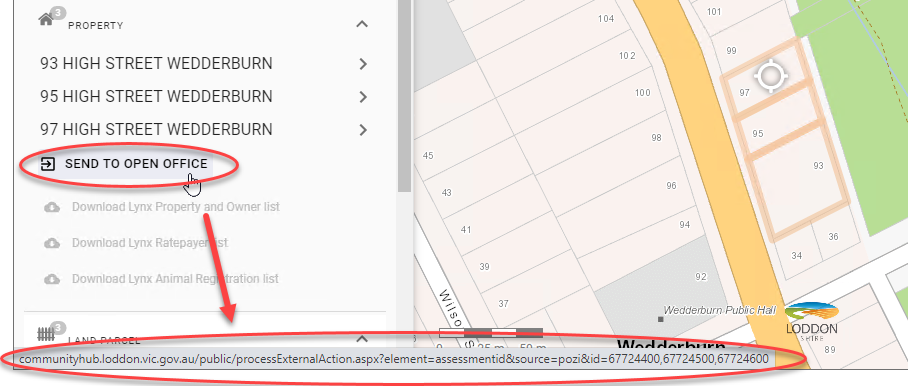 3
PROPERTY
93 HIGH STREET WEDDERBURN
95 HIGH STREET WEDDERBURN
97 HIGH STREET WEDDERBURN
SEND TO OPEN OFFICE
Download Lynx Property and Owner list
Download Lynx Ratepayer list
Download Lynx Animal Registration list
3
LAND PARCEL
communityhub.loddon.vic.gov.au/public/processExternalAction.aspx?element=assessmentid&source=pozi&id=67724400,67724500,67724600
104
102
100
99
97
98
95
96
93
94
92
45
43
41
39
37
36
34
89
Wilso
Wedderburn Public Hall
LODDON
SHIRE
Wedderburn